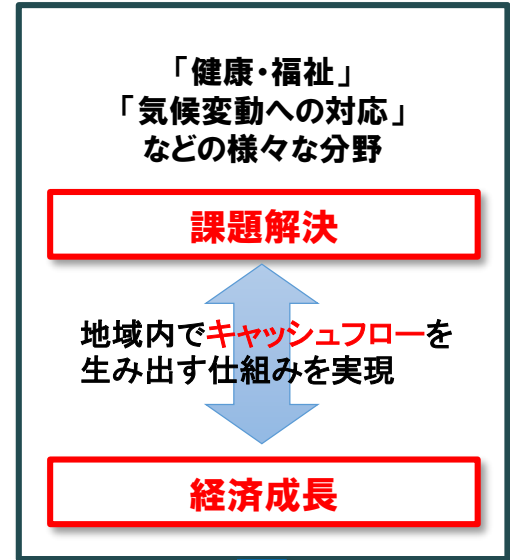 「健康・福祉」
「気候変動への対応」
などの様々な分野
課題解決
地域内でキャッシュフローを
生み出す仕組みを実現
経済成長